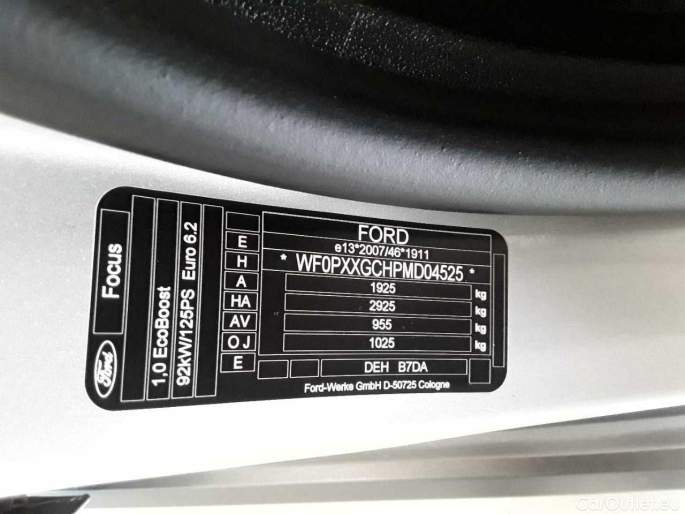 FORD
e13*2007/46*1911
* WF0PXXGCHPMD04525 *
1925 kg
2925 kg
955 kg
1025 kg
DEH B7DA
Ford-Werke GmbH D-50725 Cologne
E
H
A
HA
AV
O J
E
Focus
1,0 EcoBoost
92kW/125PS Euro 6.2
Ford
CarOutlet.eu